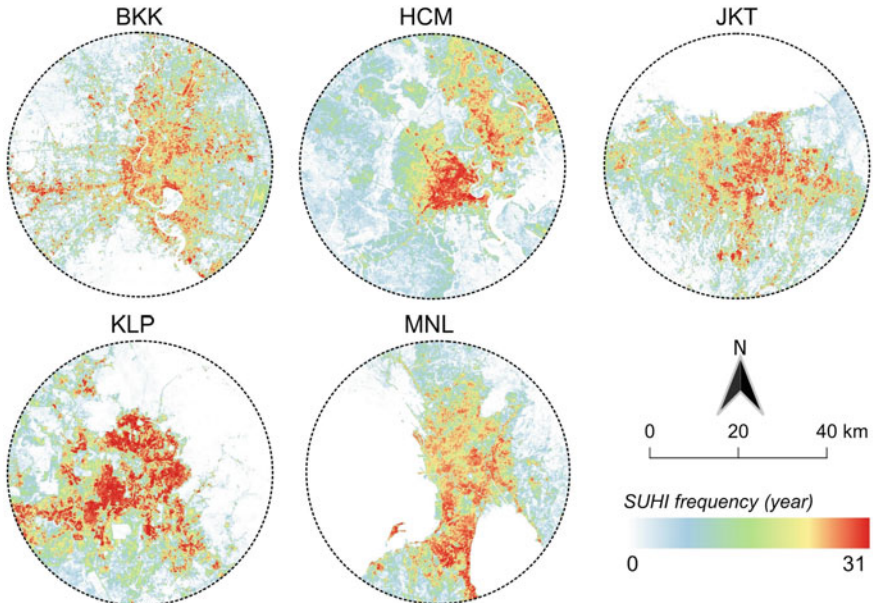 BKK
HCM
JKT
KLP
MNL
N
0 20 40 km
SUHI frequency (year)
0 31